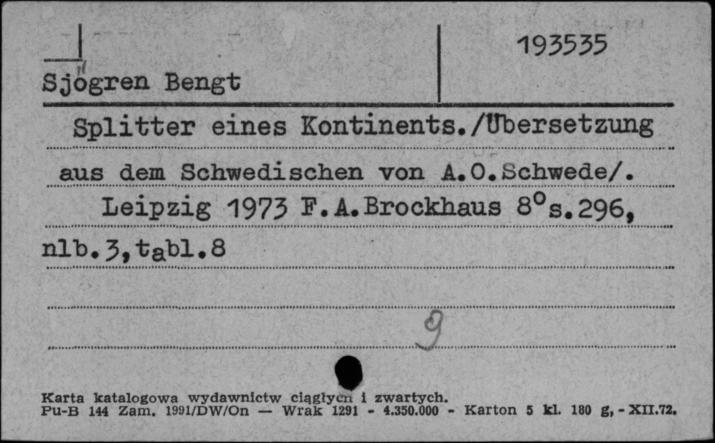 193535
Sjögren Bengt
Splitter eines Kontinents./Übersetzung
aus dem Schwedischen von A.O.Schwede/.
Leipzig 1973 F.A.Brockhaus 8⁰s.296,
nlb.3,tabl.8
9
Karta katalogowa wydawnictw ciągłych i zwartych.
Pu-B 144 Zam. 1991/DW/On — Wrak 1291 - 4.350.000 - Karton 5 kl. 180 g, - XII.72.